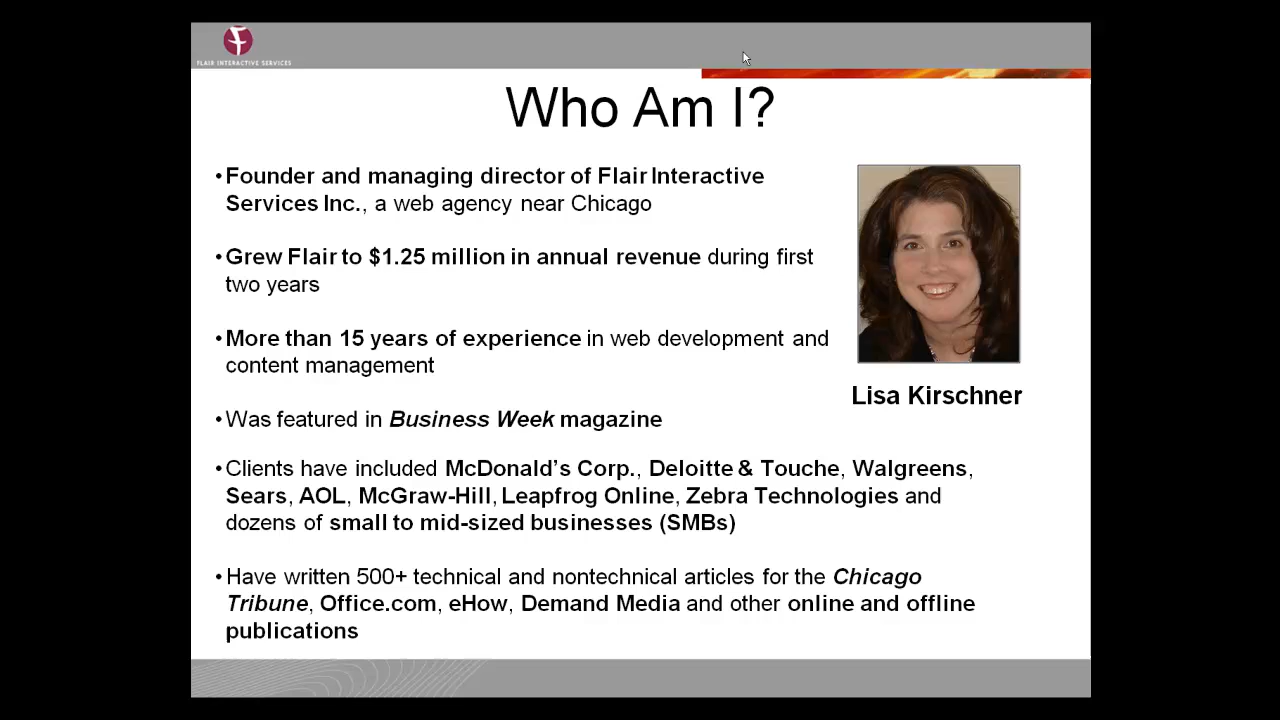 FLAIR INTERACTIVE SERVICES
Who Am I?
•Founder and managing director of Flair Interactive
Services Inc., a web agency near Chicago
•Grew Flair to $1.25 million in annual revenue during first
two years
•More than 15 years of experience in web development and
content management
Lisa Kirschner
•Was featured in Business Week magazine
•Clients have included McDonald’s Corp., Deloitte & Touche, Walgreens,
Sears, AOL, McGraw-Hill, Leapfrog Online, Zebra Technologies and
dozens of small to mid-sized businesses (SMBs)
•Have written 500+ technical and nontechnical articles for the Chicago
Tribune, Office.com, eHow, Demand Media and other online and offline
publications